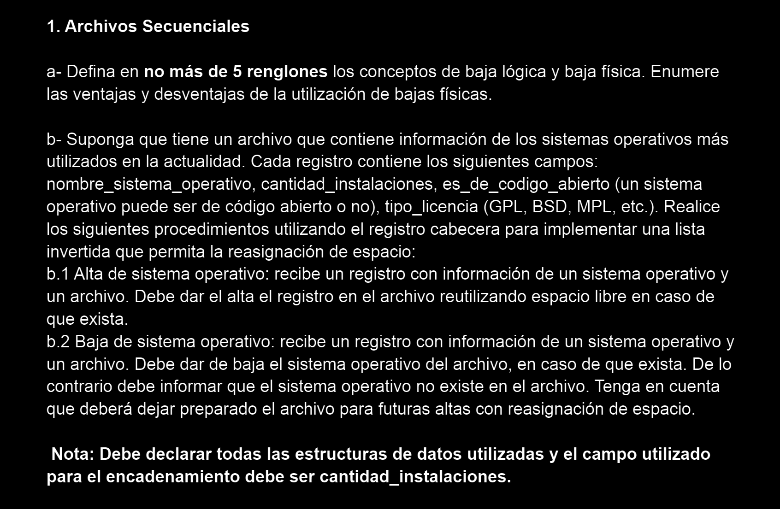 1. Archivos Secuenciales
a- Defina en no más de 5 renglones los conceptos de baja lógica y baja física. Enumere
las ventajas y desventajas de la utilización de bajas físicas.
b- Suponga que tiene un archivo que contiene información de los sistemas operativos más
utilizados en la actualidad. Cada registro contiene los siguientes campos:
nombre_sistema_operativo, cantidad_instalaciones, es_de_codigo_abierto (un sistema
operativo puede ser de código abierto o no), tipo_licencia (GPL, BSD, MPL, etc.). Realice
los siguientes procedimientos utilizando el registro cabecera para implementar una lista
invertida que permita la reasignación de espacio:
b.1 Alta de sistema operativo: recibe un registro con información de un sistema operativo y
un archivo. Debe dar el alta el registro en el archivo reutilizando espacio libre en caso de
que exista.
b.2 Baja de sistema operativo: recibe un registro con información de un sistema operativo y
un archivo. Debe dar de baja el sistema operativo del archivo, en caso de que exista. De lo
contrario debe informar que el sistema operativo no existe en el archivo. Tenga en cuenta
que deberá dejar preparado el archivo para futuras altas con reasignación de espacio.
Nota: Debe declarar todas las estructuras de datos utilizadas y el campo utilizado
para el encadenamiento debe ser cantidad_instalaciones.